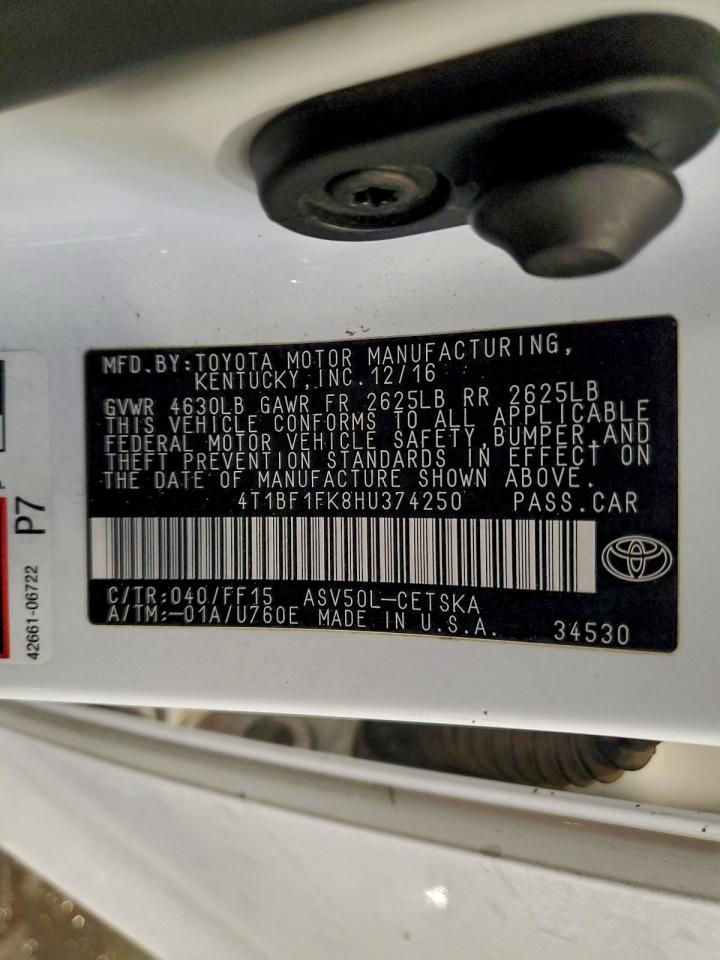 MFD.BY:TOYOTA MOTOR MANUFACTURING,
KENTUCKY,INC.12/16
GVWR 4630LB GAWR FR 2625LB RR 2625LB
THIS VEHICLE CONFORMS TO ALL APPLICABLE
FEDERAL MOTOR VEHICLE SAFETY,BUMPER,AND
THEFT PREVENTION STANDARDS IN EFFECT ON
THE DATE OF MANUFACTURE SHOWN ABOVE.
4T1BF1FK8HU374250 PASS.CAR
C/TR:040/FF15 ASV50L-CETSKA
A/TM:-01A/U760E MADE IN U.S.A. 34530
P7
42661-06722